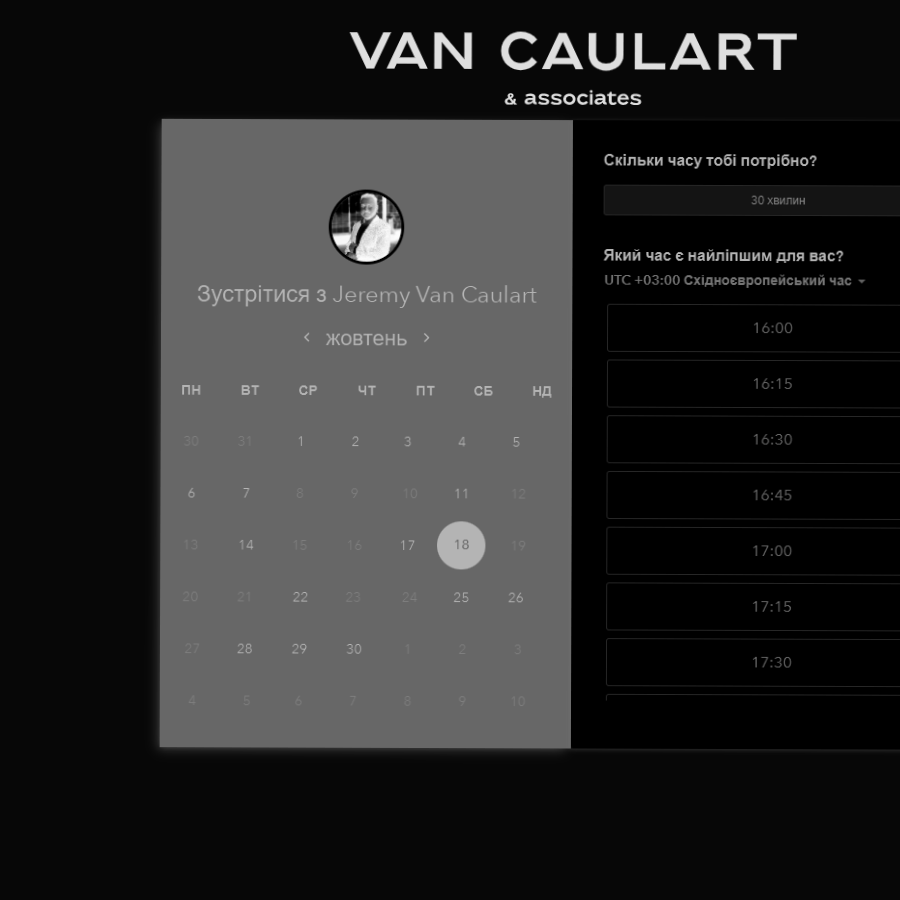 VAN CAULART
& associates
Зустрітися з Jeremy Van Caulart
жовтень
ПН ВТ СР ЧТ ПТ СБ НД
30 31 1 2 3 4 5
6 7 8 9 10 11 12
13 14 15 16 17 18 19
20 21 22 23 24 25 26
27 28 29 30 1 2 3
4 5 6 7 8 9 10
Скільки часу тобі потрібно?
30 хвилин
Який час є найліпшим для вас?
UTC +03:00 Східноєвропейський час
16:00
16:15
16:30
16:45
17:00
17:15
17:30